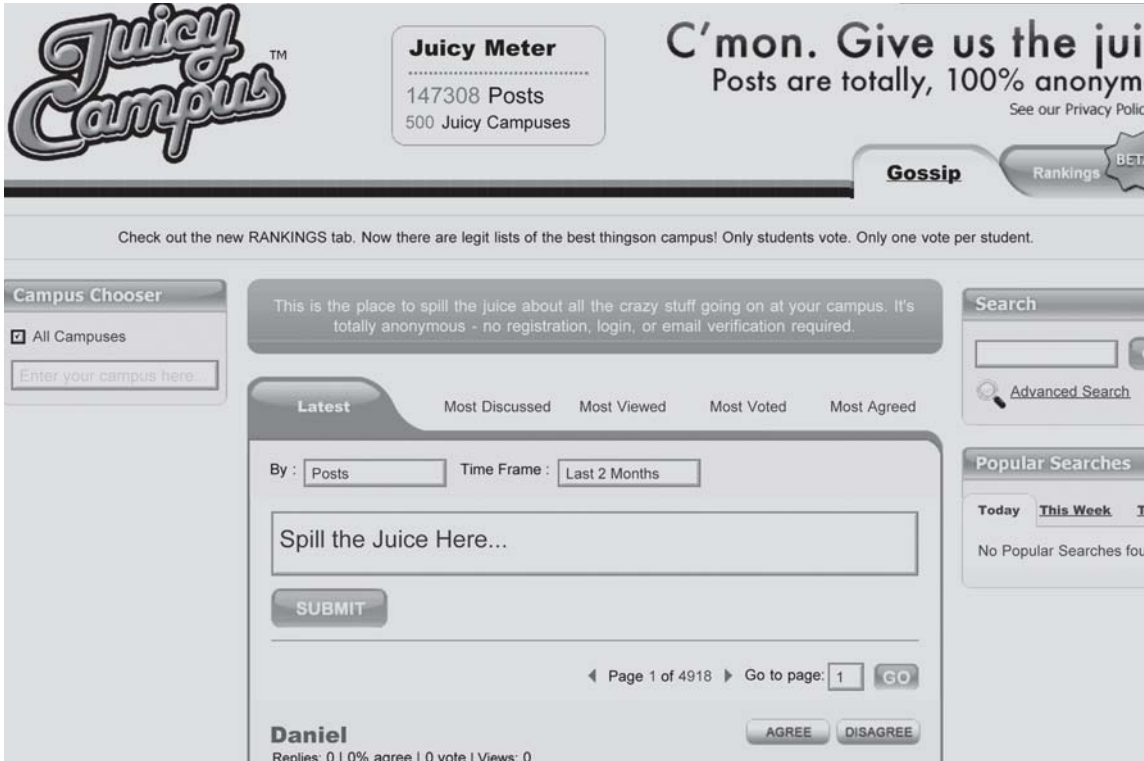 Juicy
Campus
TM
Juicy Meter
147308 Posts
500 Juicy Campuses
C'mon. Give us the jui
Posts are totally, 100% anonym
See our Privacy Polic
Gossip
Rankings
BETA
Check out the new RANKINGS tab. Now there are legit lists of the best thingson campus! Only students vote. Only one vote per student.
Campus Chooser
All Campuses
Enter your campus here...
This is the place to spill the juice about all the crazy stuff going on at your campus. It's
totally anonymous - no registration, login, or email verification required.
Search
Advanced Search
Latest Most Discussed Most Viewed Most Voted Most Agreed
By : Posts Time Frame : Last 2 Months
Spill the Juice Here...
SUBMIT
Popular Searches
Today This Week T
No Popular Searches fou
Page 1 of 4918 Go to page: 1 GO
Daniel
AGREE DISAGREE
Replies: 0 | 0% agree | 0 vote | Views: 0